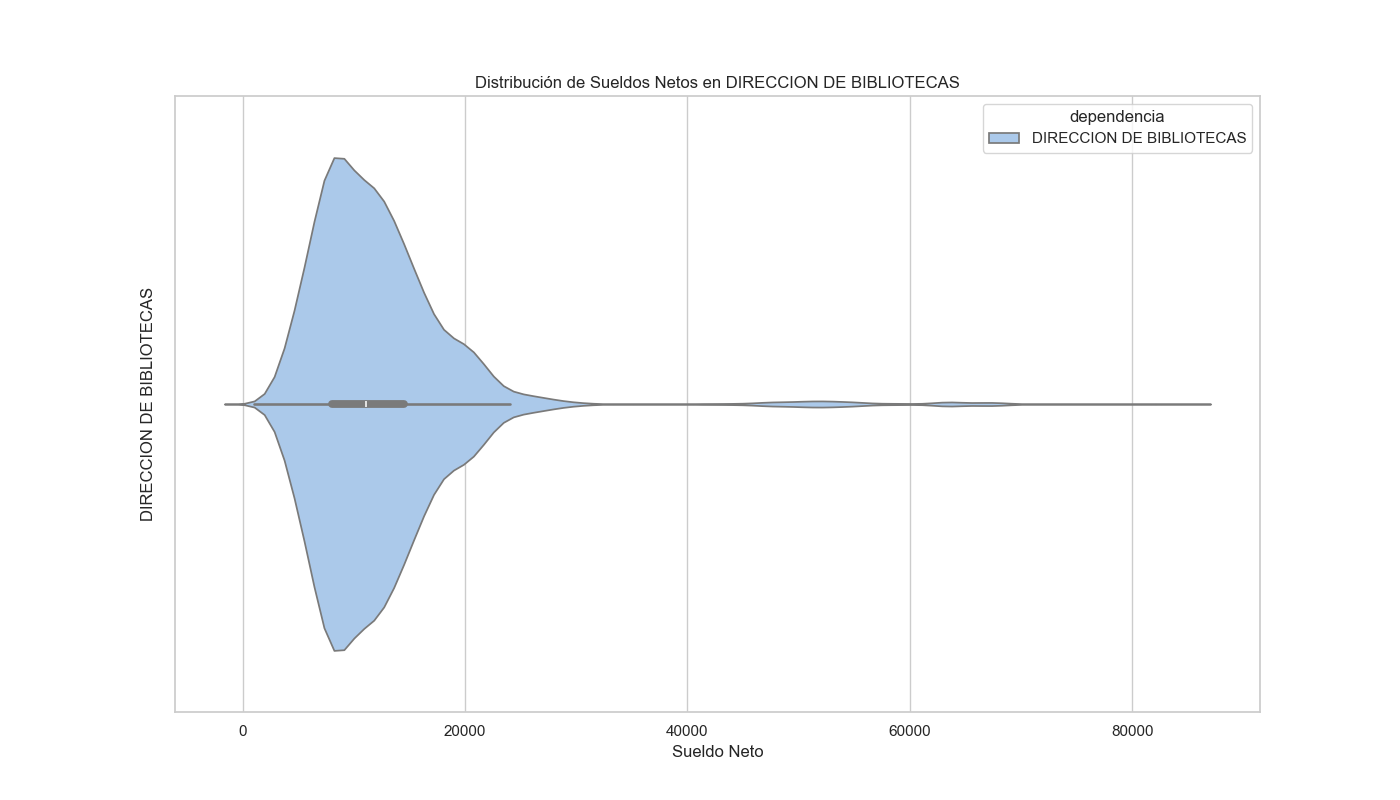 Distribución de Sueldos Netos en DIRECCION DE BIBLIOTECAS
dependencia
DIRECCION DE BIBLIOTECAS
DIRECCION DE BIBLIOTECAS
0
20000
40000
60000
80000
Sueldo Neto